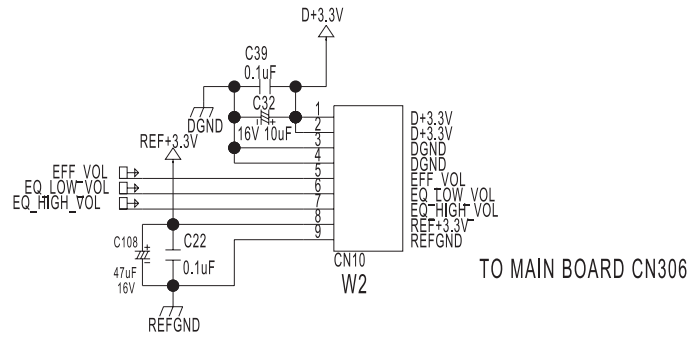 D+3.3V
C39
0.1uF
C32
16V 10uF
DGND
REF+3.3V
1
2
3
4
5
6
7
8
9
D+3.3V
D+3.3V
DGND
DGND
EFF_VOL
EQ_LOW_VOL
EQ_HIGH_VOL
REF+3.3V
REFGND
EFF_VOL
EQ_LOW_VOL
EQ_HIGH_VOL
C108
47uF
16V
C22
0.1uF
REFGND
CN10
W2
TO MAIN BOARD CN306